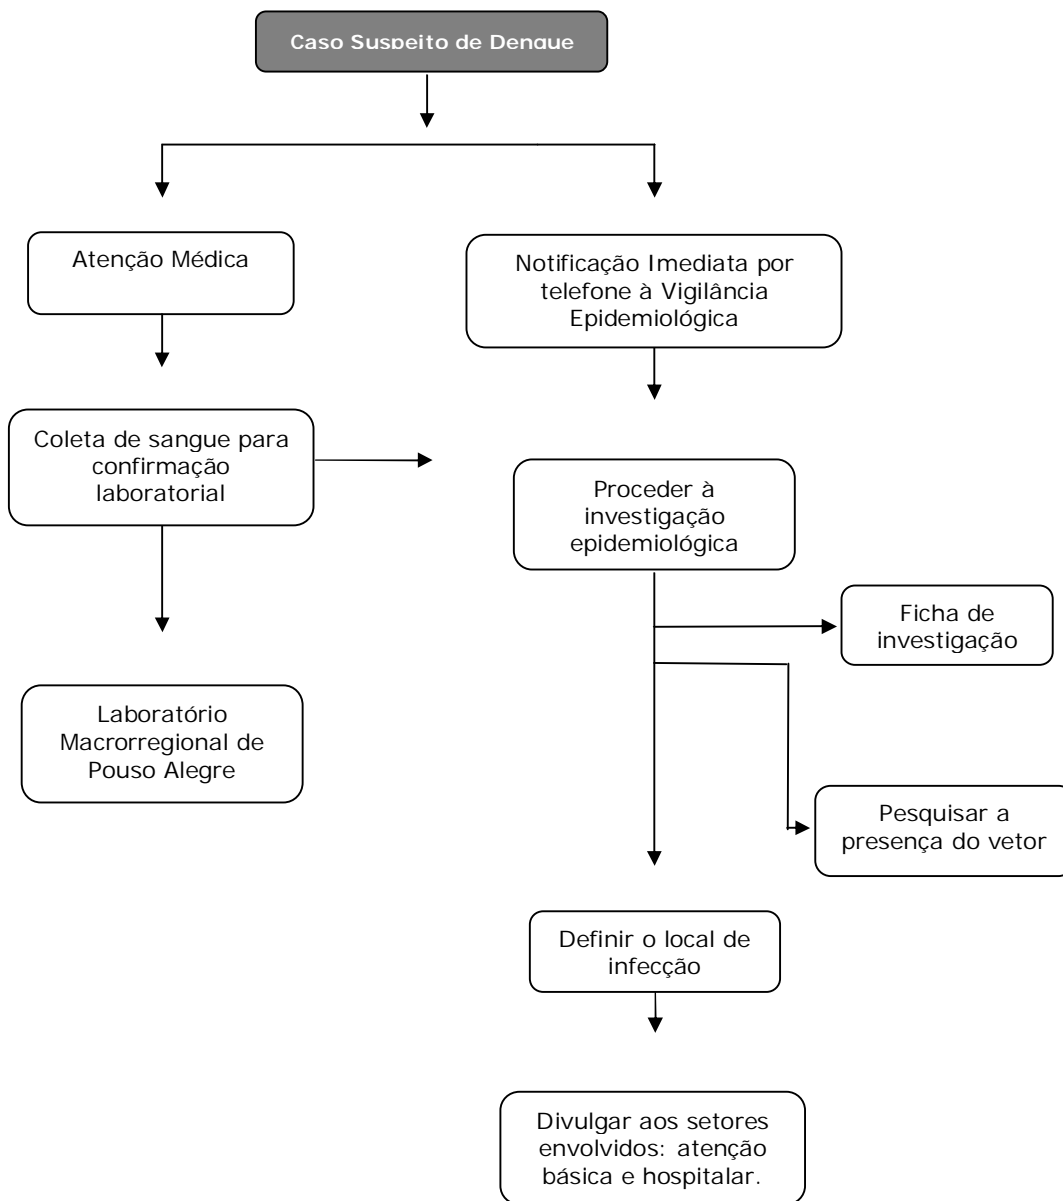 Caso Suspeito de Dengue
Atenção Médica
Notificação Imediata por
telefone à Vigilância
Epidemiológica
Coleta de sangue para
confirmação
laboratorial
Proceder à
investigação
epidemiológica
Ficha de
investigação
Laboratório
Macrorregional de
Pouso Alegre
Pesquisar a
presença do vetor
Definir o local de
infecção
Divulgar aos setores
envolvidos: atenção
básica e hospitalar.